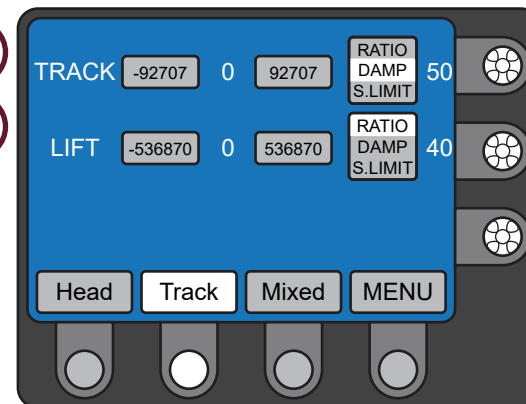 TRACK -92707 0 92707 RATIO DAMP S.LIMIT 50
LIFT -536870 0 536870 RATIO DAMP S.LIMIT 40
Head Track Mixed MENU